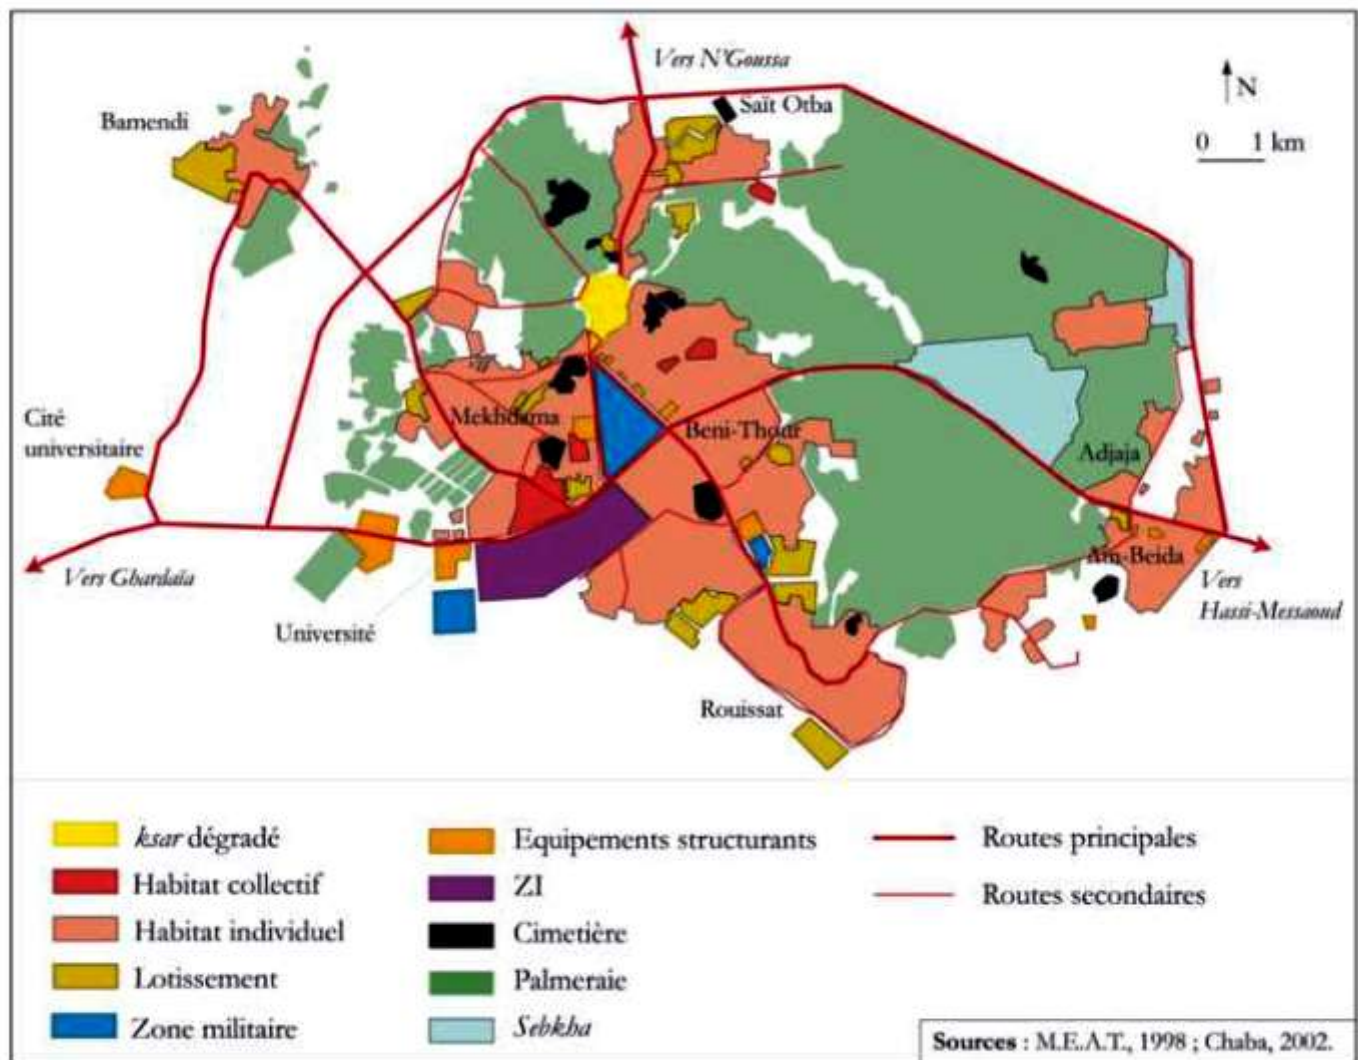 Vers N'Goussa
Saït Otba
N
Bamendi
0 1 km
Cité
universitaire
Mekhdama
Beni-Thour
Adjaja
Vers Ghardaïa
Ain-Beida
Vers
Hassi-Messaoud
Université
Rouissat
ksar dégradé
Habitat collectif
Habitat individuel
Lotissement
Zone militaire
Equipements structurants
ZI
Cimetière
Palmeraie
Sebkha
Routes principales
Routes secondaires
Sources : M.E.A.T., 1998 ; Chaba, 2002.